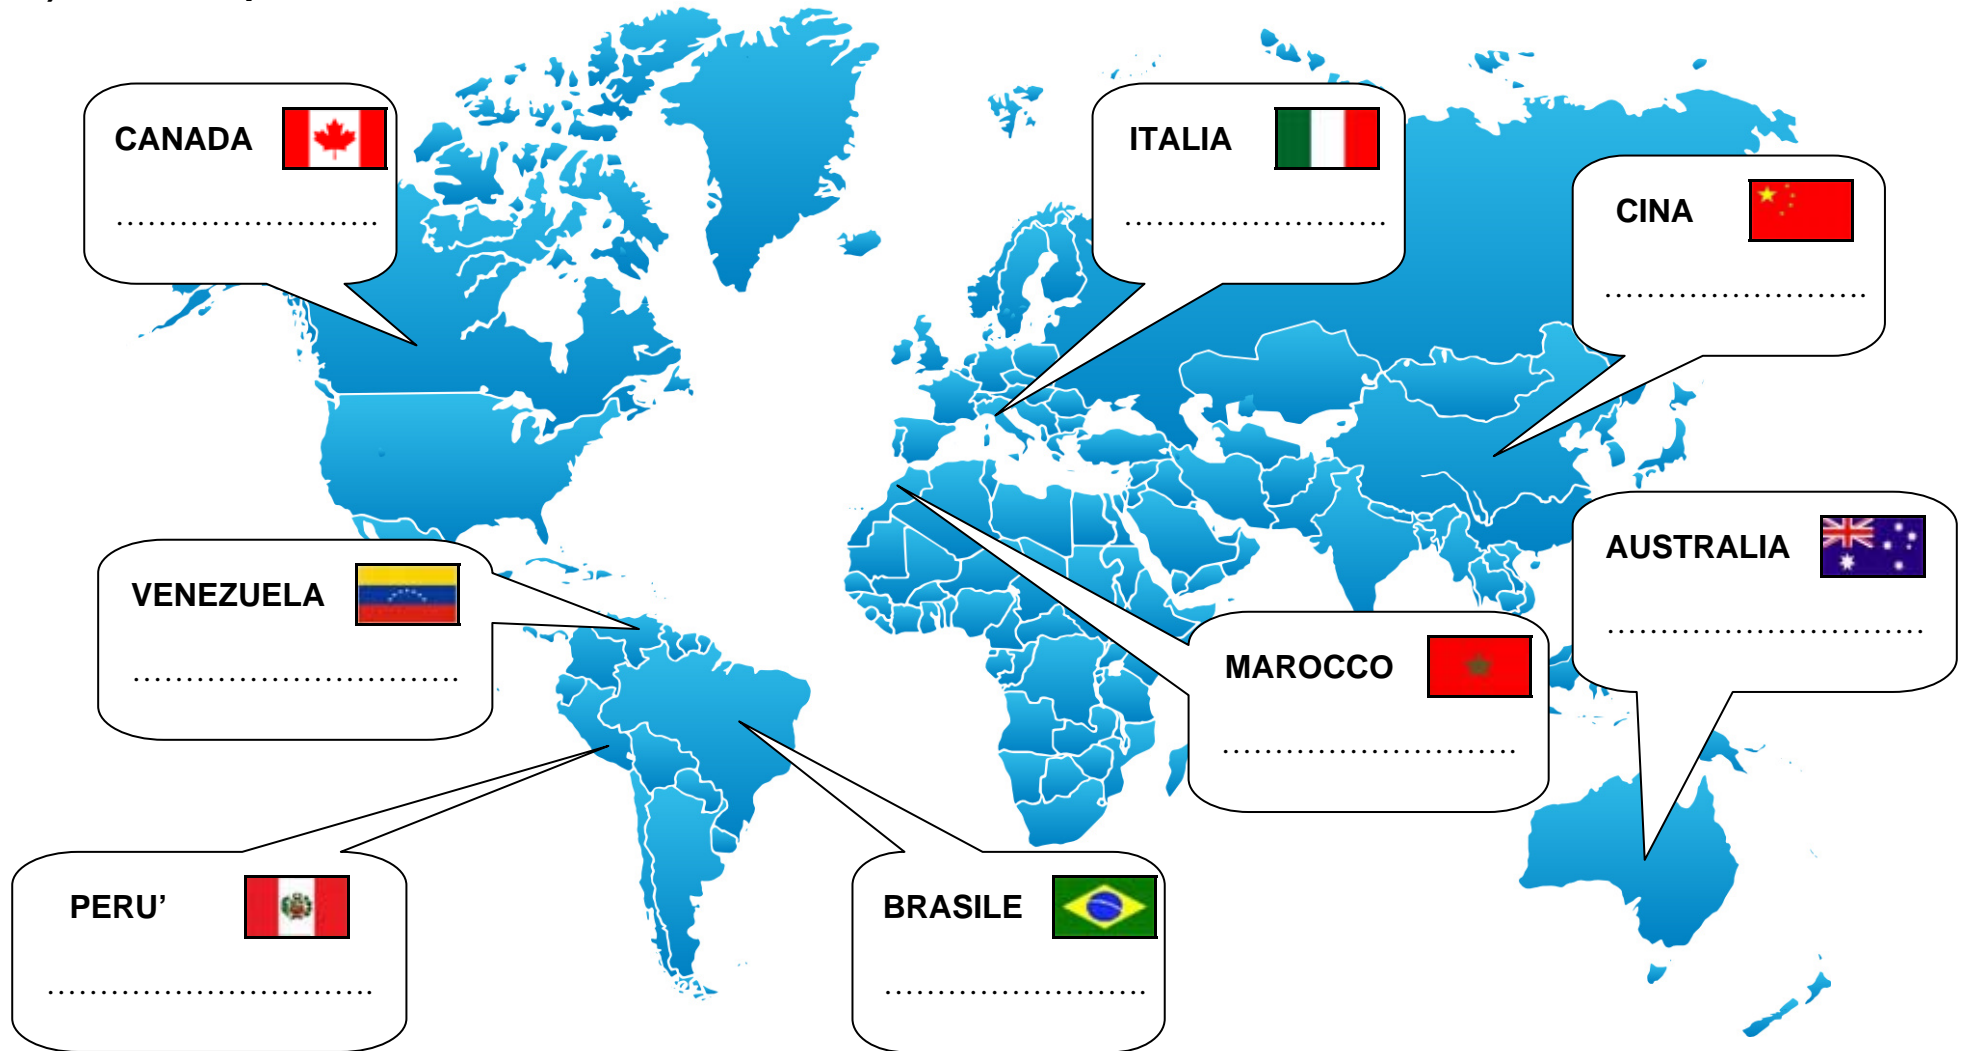 CANADA
……………………….
ITALIA
……………………….
CINA
……………………….
VENEZUELA
…………………………….
MAROCCO
………………………….
AUSTRALIA
…………………………….
PERU’
…………………………….
BRASILE
……………………….